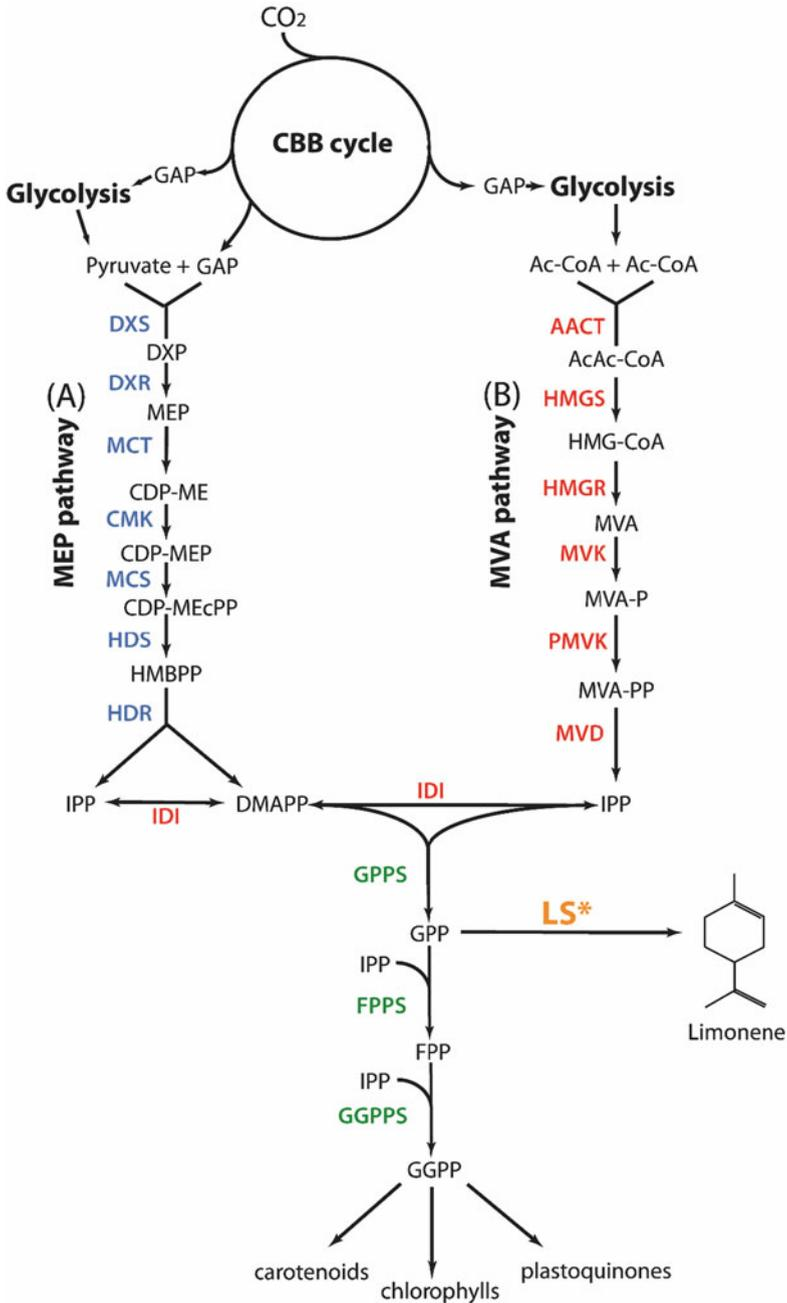 CO2
CBB cycle
GAP
Glycolysis
GAP
Glycolysis
Pyruvate + GAP
Ac-CoA + Ac-CoA
(A)
MEP pathway
DXS
DXP
DXR
MEP
MCT
CDP-ME
CMK
CDP-MEP
MCS
CDP-MEcPP
HDS
HMBPP
HDR
IPP
IDI
DMAPP
(B)
MVA pathway
AACT
AcAc-CoA
HMGS
HMG-CoA
HMGR
MVA
MVK
MVA-P
PMVK
MVA-PP
MVD
IDI
IPP
GPPS
GPP
LS*
Limonene
IPP
FPPS
FPP
IPP
GGPPS
GGPP
carotenoids
chlorophylls
plastoquinones